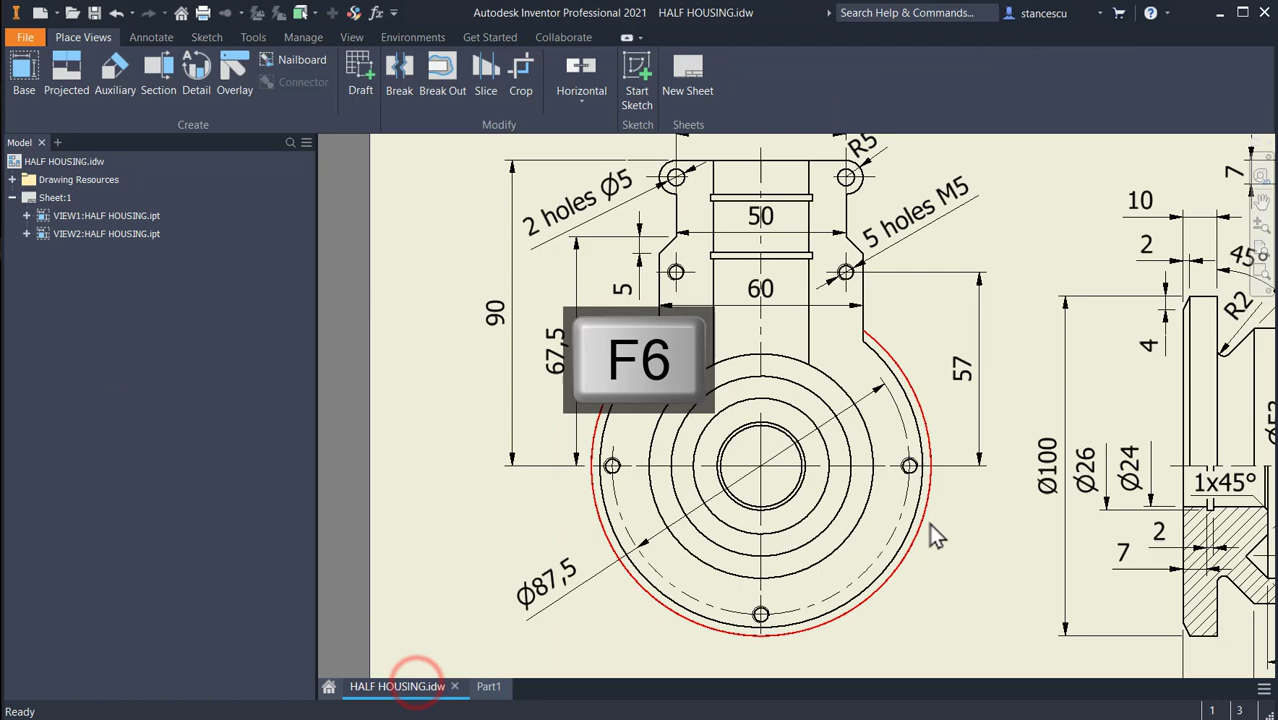 Autodesk Inventor Professional 2021 HALF HOUSING.idw
Search Help & Commands...
stancescu
File
Place Views
Annotate
Sketch
Tools
Manage
View
Environments
Get Started
Collaborate
Base
Projected
Auxiliary
Section
Detail
Overlay
Nailboard
Connector
Draft
Break
Break Out
Slice
Crop
Horizontal
Start
Sketch
New Sheet
Create
Modify
Sketch
Sheets
Model
HALF HOUSING.idw
Drawing Resources
Sheet:1
VIEW1:HALF HOUSING.ipt
VIEW2:HALF HOUSING.ipt
R5
2 holes Ø5
50
5 holes M5
5
60
90
67,5
57
F6
Ø87,5
7
10
2
45°
R2
4
Ø100
Ø26
Ø24
1x45°
2
7
HALF HOUSING.idw
Part1
Ready
1
3